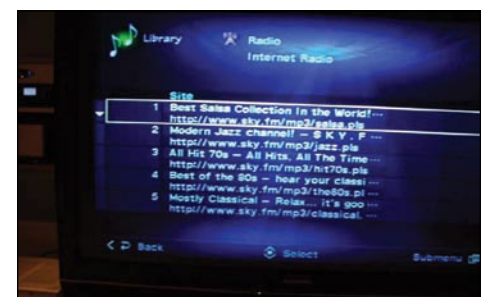 Library
Radio
Internet Radio
Site
1 Best Salsa Collection In the World!...
http://www.sky.fm/mp3/salsa.pls
2 Modern Jazz channel! – S K Y . F ...
http://www.sky.fm/mp3/jazz.pls
3 All Hit 70s – All Hits, All The Time ...
http://www.sky.fm/mp3/hit70s.pls
4 Best of the 80s – hear your classi ...
http://www.sky.fm/mp3/the80s.pl ...
5 Mostly Classical – Relax... it's goo ...
http://www.sky.fm/mp3/classical. ...
Back
Select
Submenu